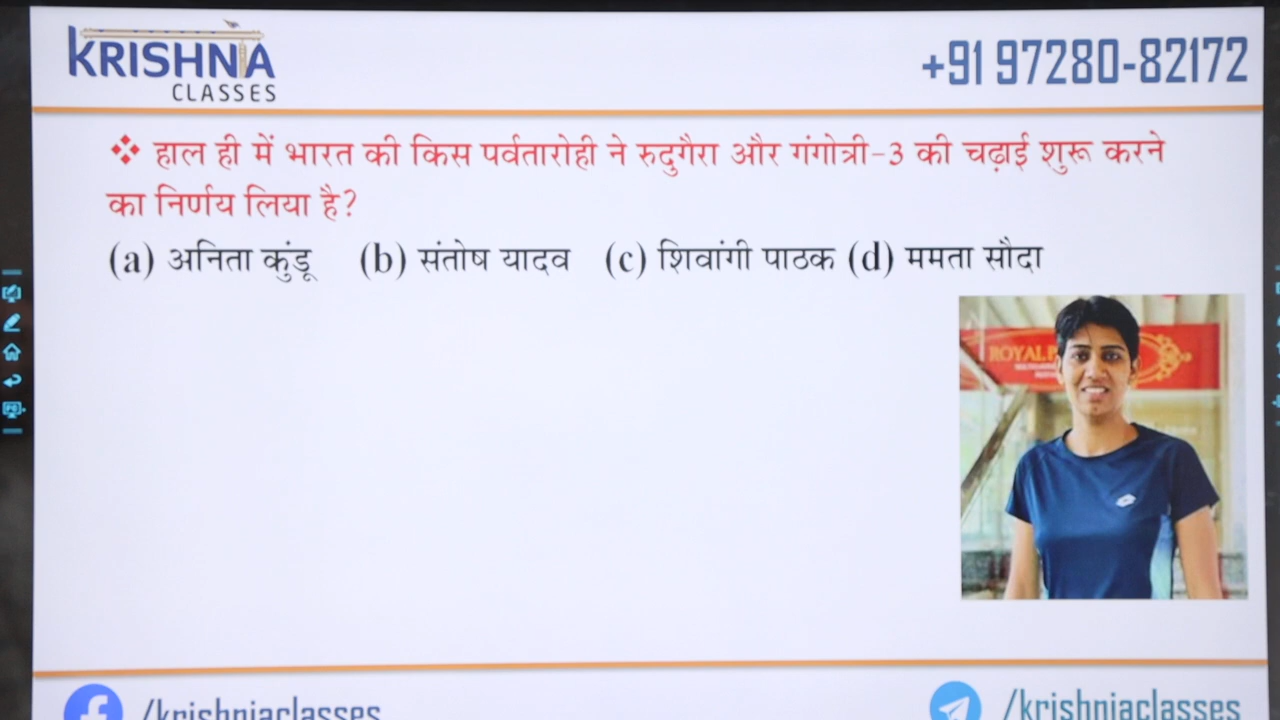 KRISHNA
CLASSES
+91 97280-82172
❖ हाल ही में भारत की किस पर्वतारोही ने रुदुगैरा और गंगोत्री-3 की चढ़ाई शुरू करने
का निर्णय लिया है?
(a) अनिता कुंडू (b) संतोष यादव (c) शिवांगी पाठक (d) ममता सौदा
ROYAL
/krishniaclasses
/krishniaclasses